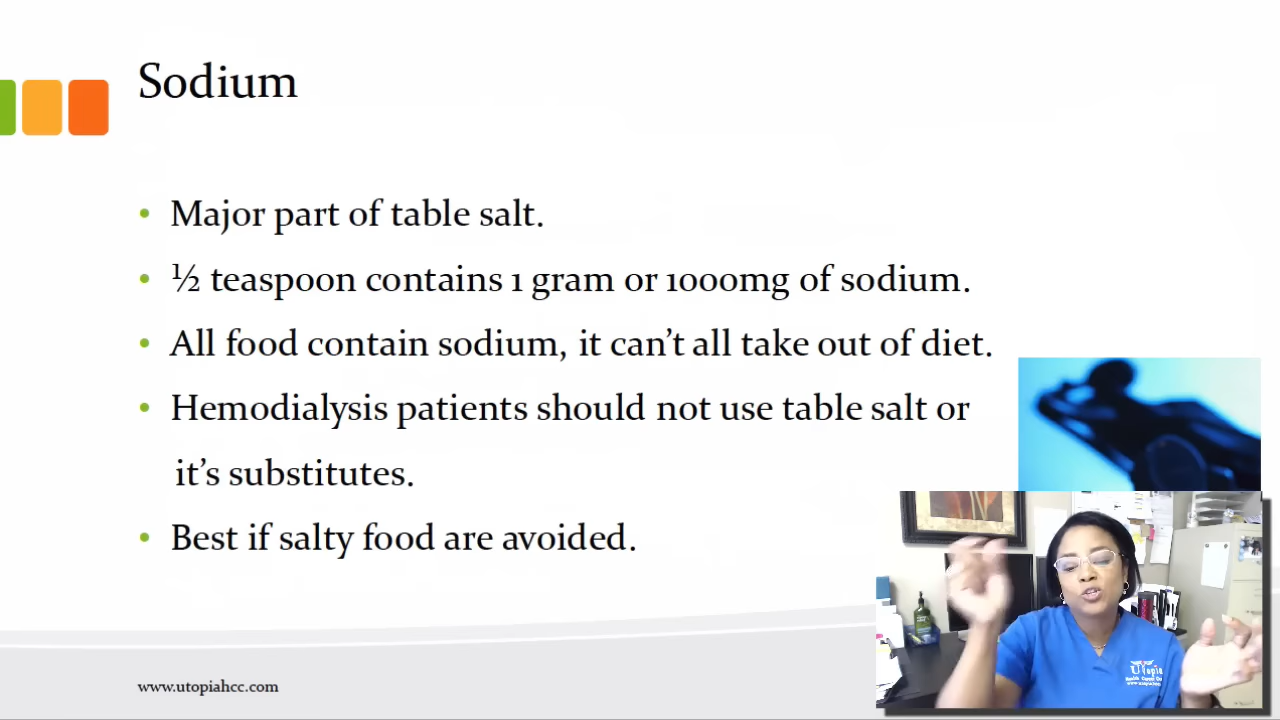 Sodium
• Major part of table salt.
• ½ teaspoon contains 1 gram or 1000mg of sodium.
• All food contain sodium, it can't all take out of diet.
• Hemodialysis patients should not use table salt or
it's substitutes.
• Best if salty food are avoided.
www.utopiahcc.com
Utopia